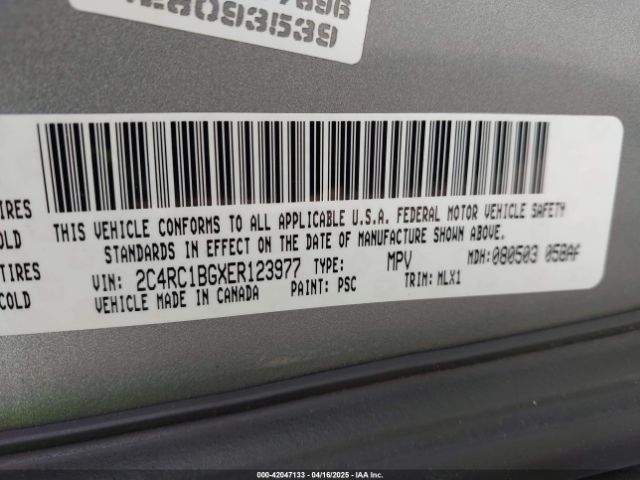 8093539
IRES
THIS VEHICLE CONFORMS TO ALL APPLICABLE U.S.A. FEDERAL MOTOR VEHICLE SAFETY
OLD
STANDARDS IN EFFECT ON THE DATE OF MANUFACTURE SHOWN ABOVE.
TIRES
VIN: 2C4RC1BGXER123977 TYPE: MPV MDH:080503 058AF
COLD
VEHICLE MADE IN CANADA PAINT: PSC TRIM: MLX1
000-42047133 - 04/16/2025 - IAA Inc.